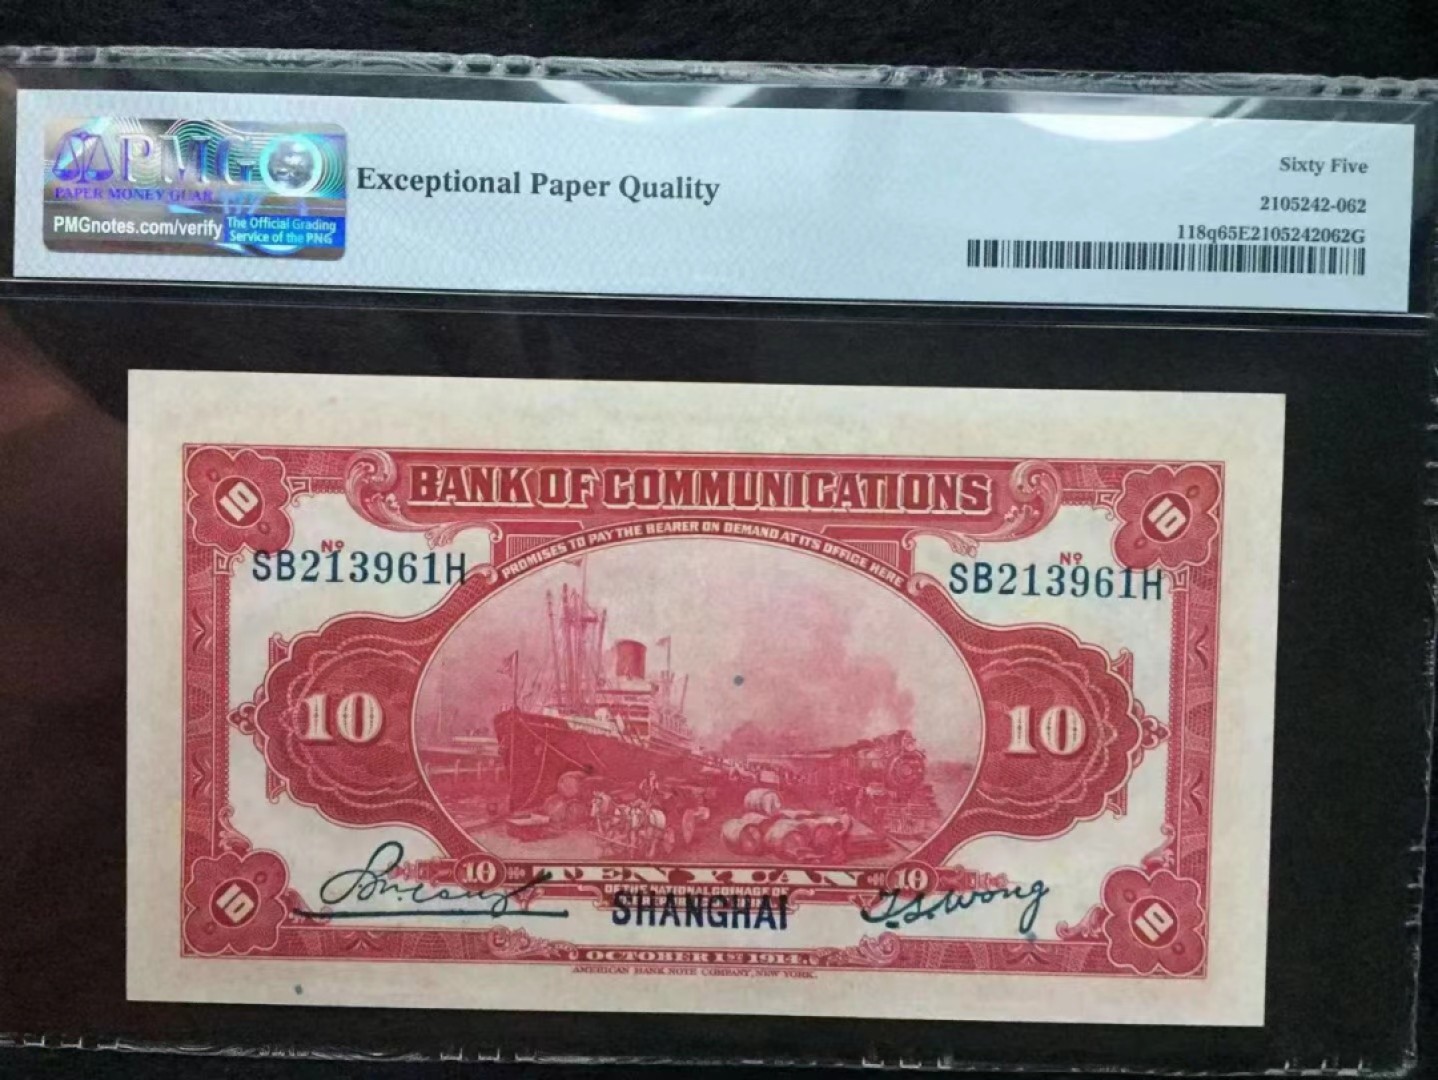 PMG
PAPER MONEY GUAR
PMGnotes.com/verify
The Official Grading
Service of the PNG
Exceptional Paper Quality
Sixty Five
2105242-062
118q65E2105242062G
BANK OF COMMUNICATIONS
PROMISES TO PAY THE BEARER ON DEMAND AT ITS OFFICE HERE
10
10
Nº
SB213961H
Nº
SB213961H
10
10
10
TEN YUAN
10
OF THE NATIONAL COINAGE OF
SHANGHAI
T.S. Wong
10
10
OCTOBER 1ST 1914.
AMERICAN BANK NOTE COMPANY, NEW YORK.